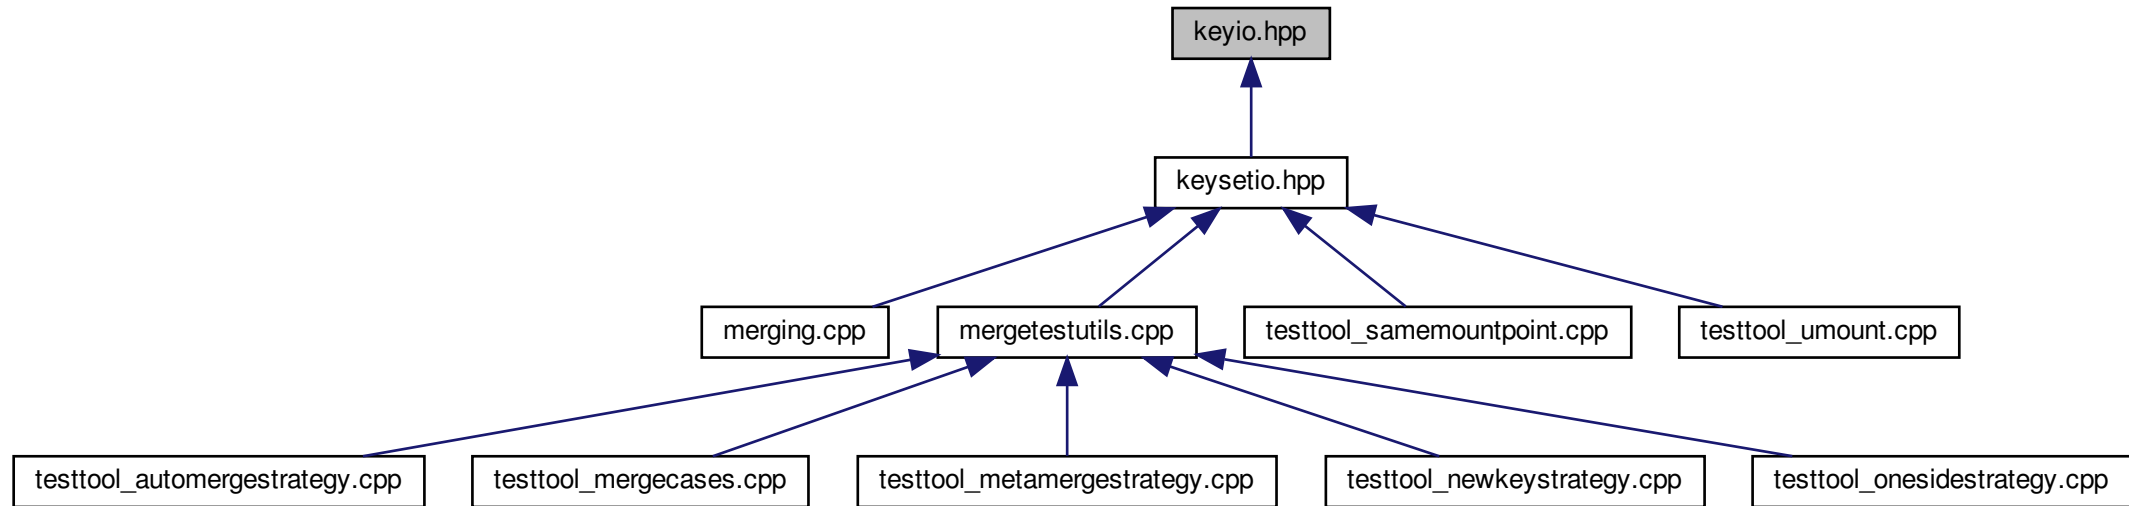 keyio.hpp
keysetio.hpp
merging.cpp
mergetestutils.cpp
testtool_samemountpoint.cpp
testtool_umount.cpp
testtool_automergestrategy.cpp
testtool_mergecases.cpp
testtool_metamergestrategy.cpp
testtool_newkeystrategy.cpp
testtool_onesidestrategy.cpp